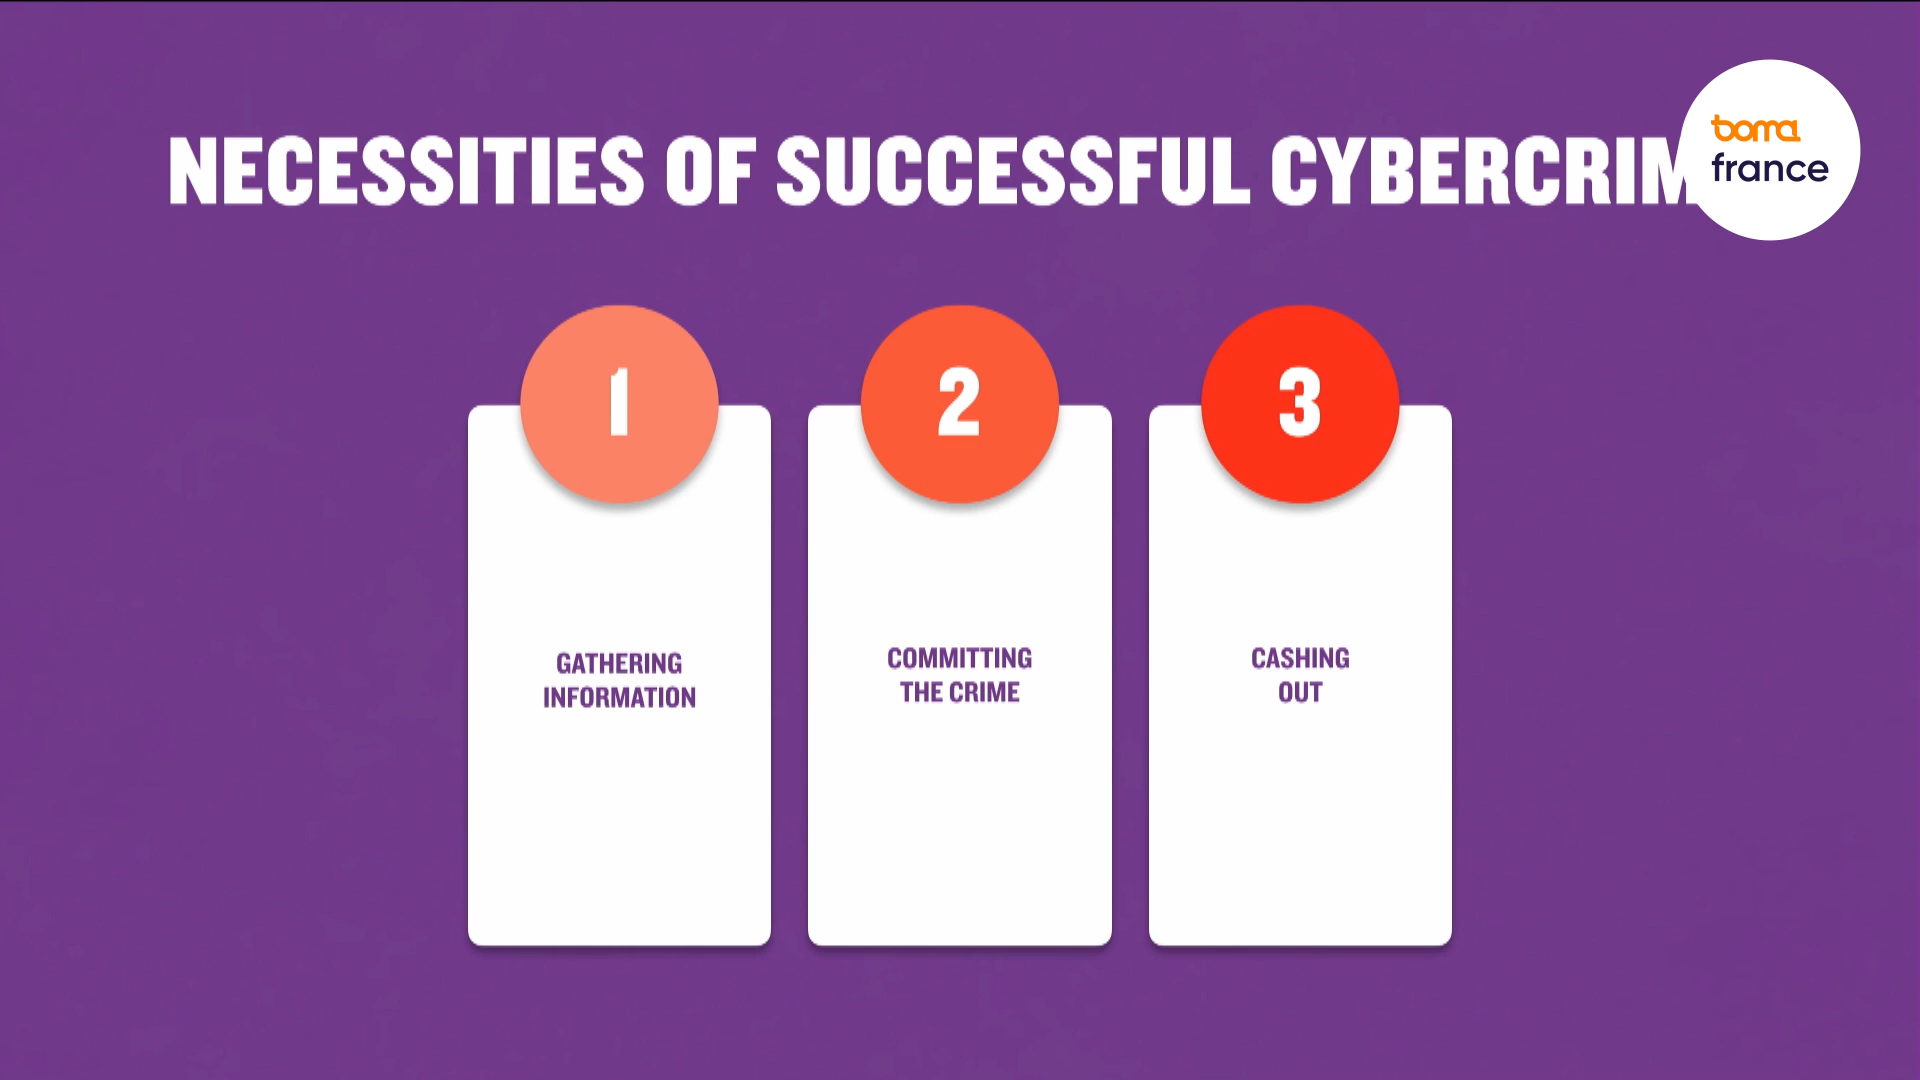 NECESSITIES OF SUCCESSFUL CYBERCRIM
boma
france
1
GATHERING
INFORMATION
2
COMMITTING
THE CRIME
3
CASHING
OUT